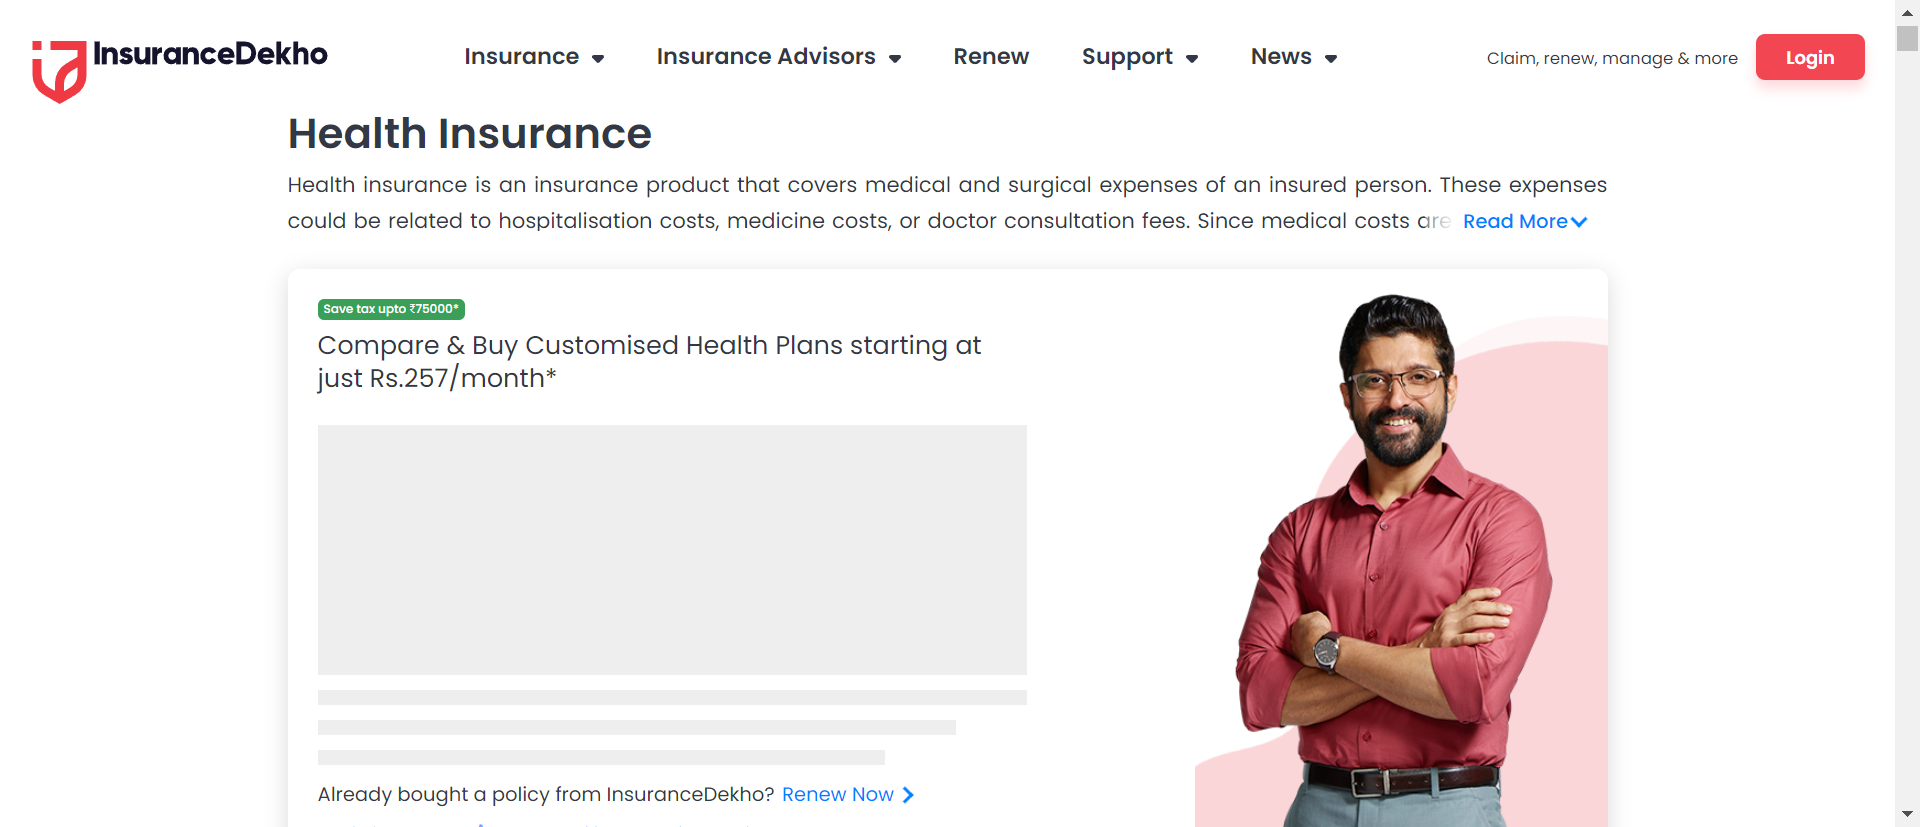 InsuranceDekho
Insurance
Insurance Advisors
Renew
Support
News
Claim, renew, manage & more
Login
Health Insurance
Health insurance is an insurance product that covers medical and surgical expenses of an insured person. These expenses
could be related to hospitalisation costs, medicine costs, or doctor consultation fees. Since medical costs are Read More
Save tax upto ₹75000*
Compare & Buy Customised Health Plans starting at
just Rs.257/month*
Already bought a policy from InsuranceDekho? Renew Now